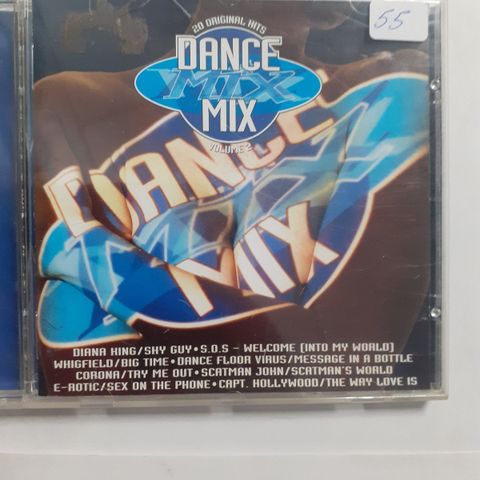 55
20 ORIGINAL HITS
DANCE
MIX
MIX
VOLUME 2
DANCE
MIX
MIX
DIANA KING/SHY GUY • S.O.S - WELCOME (INTO MY WORLD)
WHIGFIELD/BIG TIME • DANCE FLOOR VÍRUS/MESSAGE IN A BOTTLE
CORONA/TRY ME OUT • SCATMAN JOHN/SCATMAN'S WORLD
E-ROTIC/SEX ON THE PHONE • CAPT. HOLLYWOOD/THE WAY LOVE IS